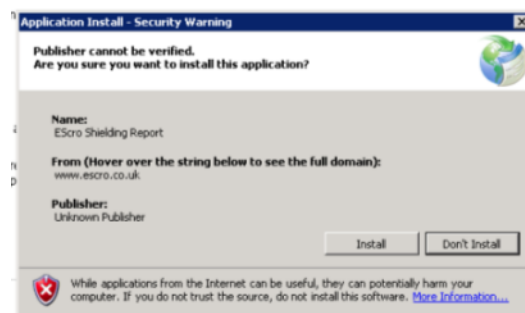 Application Install - Security Warning
Publisher cannot be verified.
Are you sure you want to install this application?
Name:
EScro Shielding Report
From (Hover over the string below to see the full domain):
www.escro.co.uk
Publisher:
Unknown Publisher
Install
Don't Install
While applications from the Internet can be useful, they can potentially harm your
computer. If you do not trust the source, do not install this software. More Information...